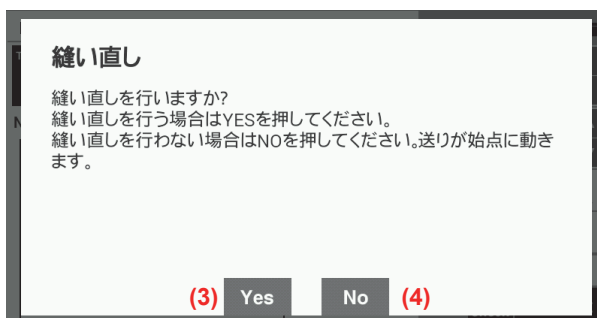 縫い直し
縫い直しを行いますか?
縫い直しを行う場合はYESを押してください。
縫い直しを行わない場合はNOを押してください。送りが始点に動き
ます。
(3) Yes No (4)